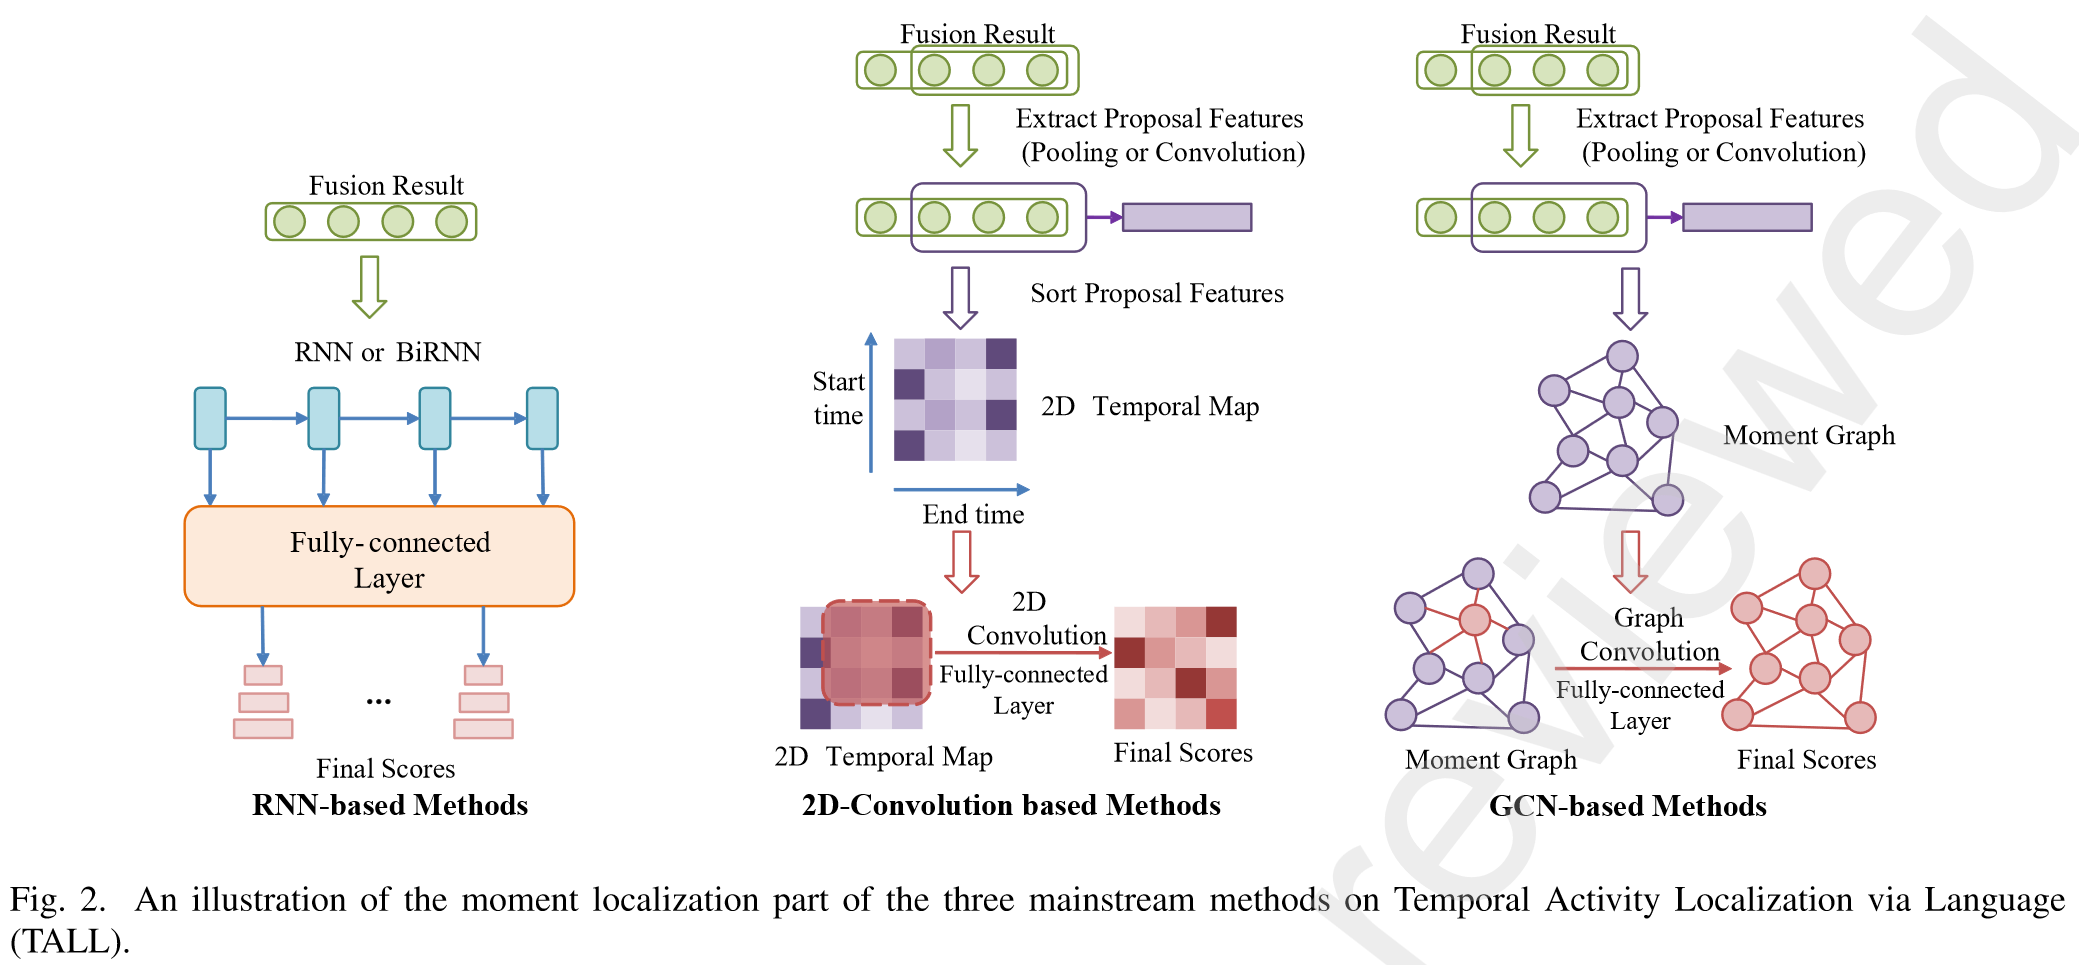 Fusion Result
RNN or BiRNN
Fully-connected
Layer
...
Final Scores
RNN-based Methods
Fusion Result
Extract Proposal Features
(Pooling or Convolution)
Sort Proposal Features
Start
time
2D Temporal Map
End time
2D
Convolution
Fully-connected
Layer
2D Temporal Map
Final Scores
2D-Convolution based Methods
Fusion Result
Extract Proposal Features
(Pooling or Convolution)
Moment Graph
Graph
Convolution
Fully-connected
Layer
Moment Graph
Final Scores
GCN-based Methods
Fig. 2. An illustration of the moment localization part of the three mainstream methods on Temporal Activity Localization via Language
(TALL).
reviewed